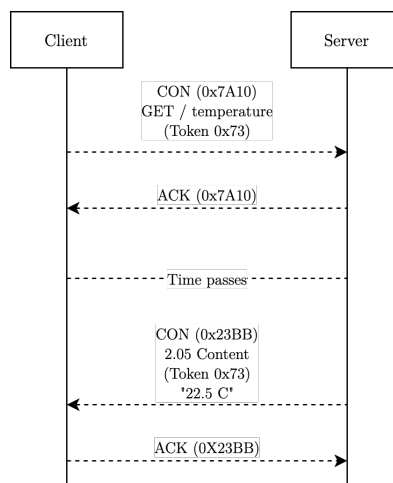 Client
Server
CON (0x7A10)
GET / temperature
(Token 0x73)
ACK (0x7A10)
Time passes
CON (0x23BB)
2.05 Content
(Token 0x73)
"22.5 C"
ACK (0X23BB)